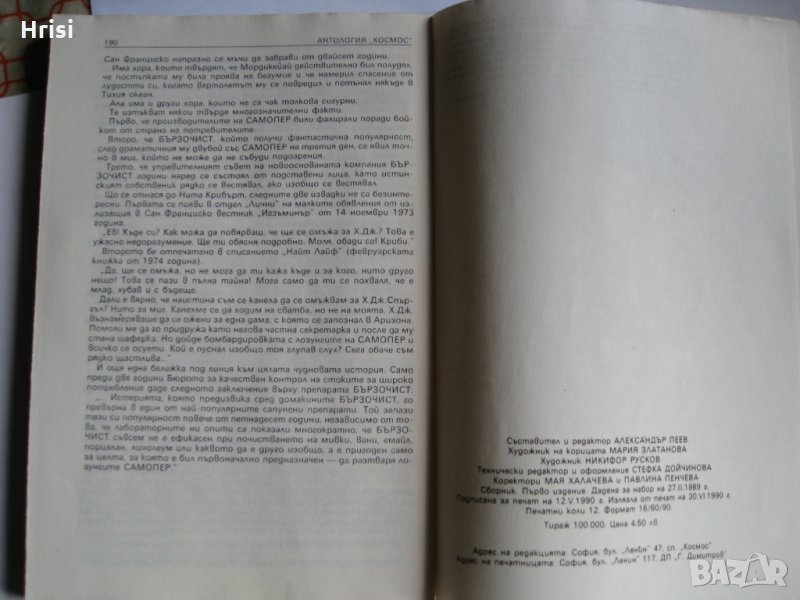 Hrisi
190 АНТОЛОГИЯ „КОСМОС"
Сан Франциско напразно се мъчи да забрави от двайсет години.
Има хора, които твърдят, че Мордикейай действително бил полудял,
че постъпката му била проява на безумие и че намерил спасение от
лудостта си, когато вертолетът му се повредил и потънал някъде в
Тихия океан.
Ала има и други хора, които не са чак толкова сигурни.
Те изтъкват някои твърде многозначителни факти.
Първо, че производителите на САМОПЕР били фалирали поради бой-
кот от страна на потребителите.
Второ, че БЪРЗОЧИСТ, който получи фантастична популярност,
след драматичния му двубой със САМОПЕР на третия ден, се явил точ-
но в миг, който не може да не събуди подозрения.
Трето, че управителният съвет на новооснованата компания БЪР-
ЗОЧИСТ години наред се състоял от подставени лица, като истин-
ският собственик рядко се вестявал, ако изобщо се вестявал.
Що се отнася до Нита Крибърт, следните две извадки не са безинте-
ресни. Първата се появи в отдел „Лични" на малките обявления от из-
лизащия в Сан Франциско вестник „Игзъминър" от 14 ноември 1973
година.
„Ев! Къде си? Как можа да повярваш, че ще се омъжа за Х.Дж.? Това е
ужасно недоразумение. Ще ти обясня подробно. Моля, обади се! Криби."
Второто бе отпечатано в списанието „Найт Лайф" (февруарската
книжка от 1974 година).
„Да, ще се омъжа, но не мога да ти кажа къде и за кого, нито друго
нещо! Това се пази в пълна тайна! Мога само да ти се похваля, че е
млад, хубав и с бъдеще.
Дали е вярно, че наистина съм се канела да се омъжвам за Х.Дж.Спър-
гъл? Нито за миг. Канехме се да ходим на сватба, но не на моята. Х.Дж.
възнамеряваше да се ожени за една дама, с която се запознал в Аризона.
Помоли ме да го придружа като негова частна секретарка и после да му
стана шаферка. Но дойде бомбардировката с лозунгите на САМОПЕР и
всичко се осуети. Кой е пуснал изобщо тоя глупав слух? Сега обаче съм
рядко щастлива..."
И още една бележка под линия към цялата чудновата история. Само
преди две години Бюрото за качествен контрол на стоките за широко
потребление даде следното заключение върху препарата БЪРЗОЧИСТ:
„... Истерията, която предизвика сред домакините БЪРЗОЧИСТ, го
превърна в един от най-популярните сапунени препарати. Той запази
тази си популярност повече от петнадесет години, независимо от то-
ва, че лабораторните ни опити са показали многократно, че БЪРЗО-
ЧИСТ съвсем не е ефикасен при почистването на мивки, вани, емайл,
порцелан, линолеум или каквото да е друго изобщо, а е пригоден само
за целта, за която е бил първоначално предназначен — да разтваря ло-
зунгите САМОПЕР."
Съставител и редактор АЛЕКСАНДЪР ПЕЕВ
Художник на корицата МАРИЯ ЗЛАТАНОВА
Художник НИКИФОР РУСКОВ
Технически редактор и оформление СТЕФКА ДОЙЧИНОВА
Коректори МАЯ ХАЛАЧЕВА и ПАВЛИНА ПЕНЧЕВА
Сборник. Първо издание. Дадена за набор на 27.II.1989 г.
Подписана за печат на 12.V.1990 г. Излязла от печат на 30.VI.1990 г.
Печатни коли 12. Формат 16/60/90.
Тираж 100 000. Цена 4.50 лв.
Адрес на редакцията: София, бул. „Ленин" 47, сп. „Космос"
Адрес на печатницата: София, бул. „Ленин" 117, ДП „Г. Димитров"
BAZAR